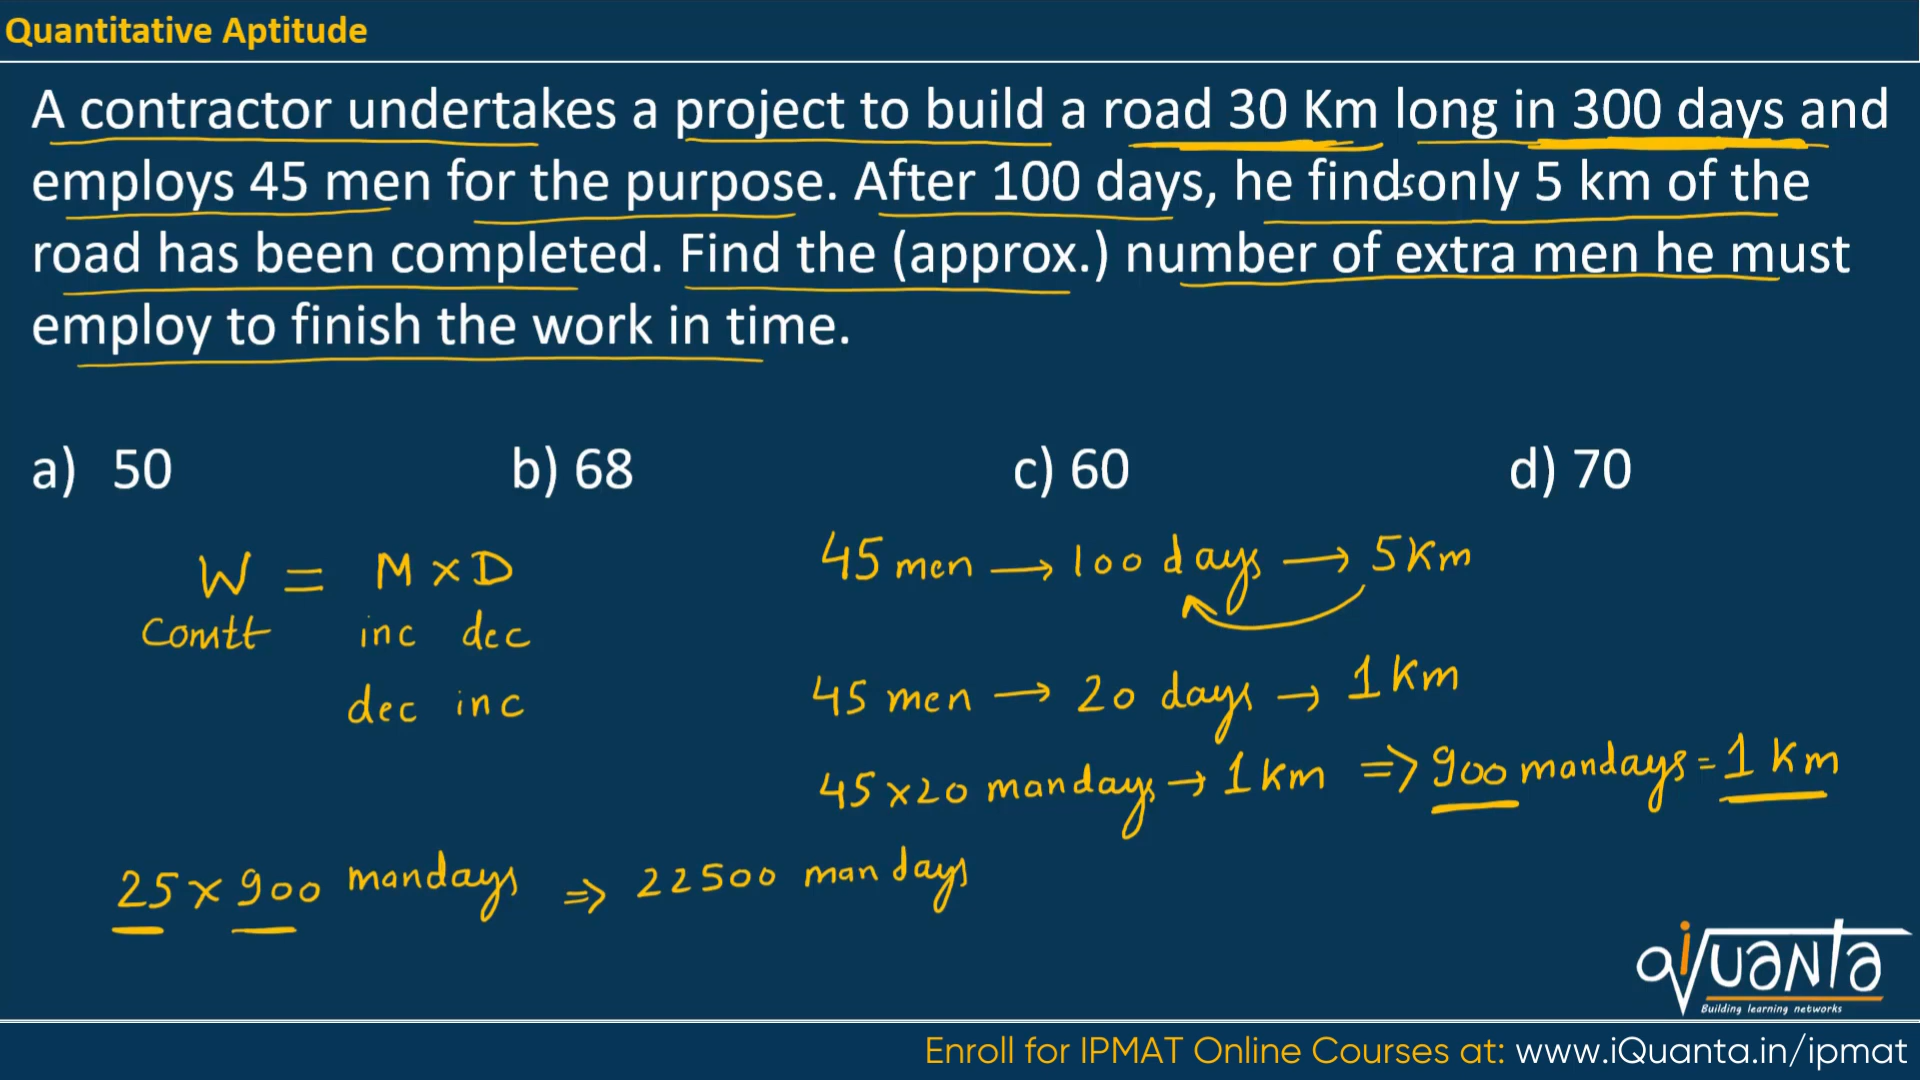 Quantitative Aptitude
A contractor undertakes a project to build a road 30 Km long in 300 days and
employs 45 men for the purpose. After 100 days, he finds only 5 km of the
road has been completed. Find the (approx.) number of extra men he must
employ to finish the work in time.
a) 50 b) 68 c) 60 d) 70
W = M × D
Constt inc dec
dec inc
45 men → 100 days → 5 Km
45 men → 20 days → 1 Km
45 × 20 mandays → 1 Km ⇒ 900 mandays = 1 Km
25 × 900 mandays ⇒ 22500 man days
iQuanta
Building learning networks
Enroll for IPMAT Online Courses at: www.iQuanta.in/ipmat